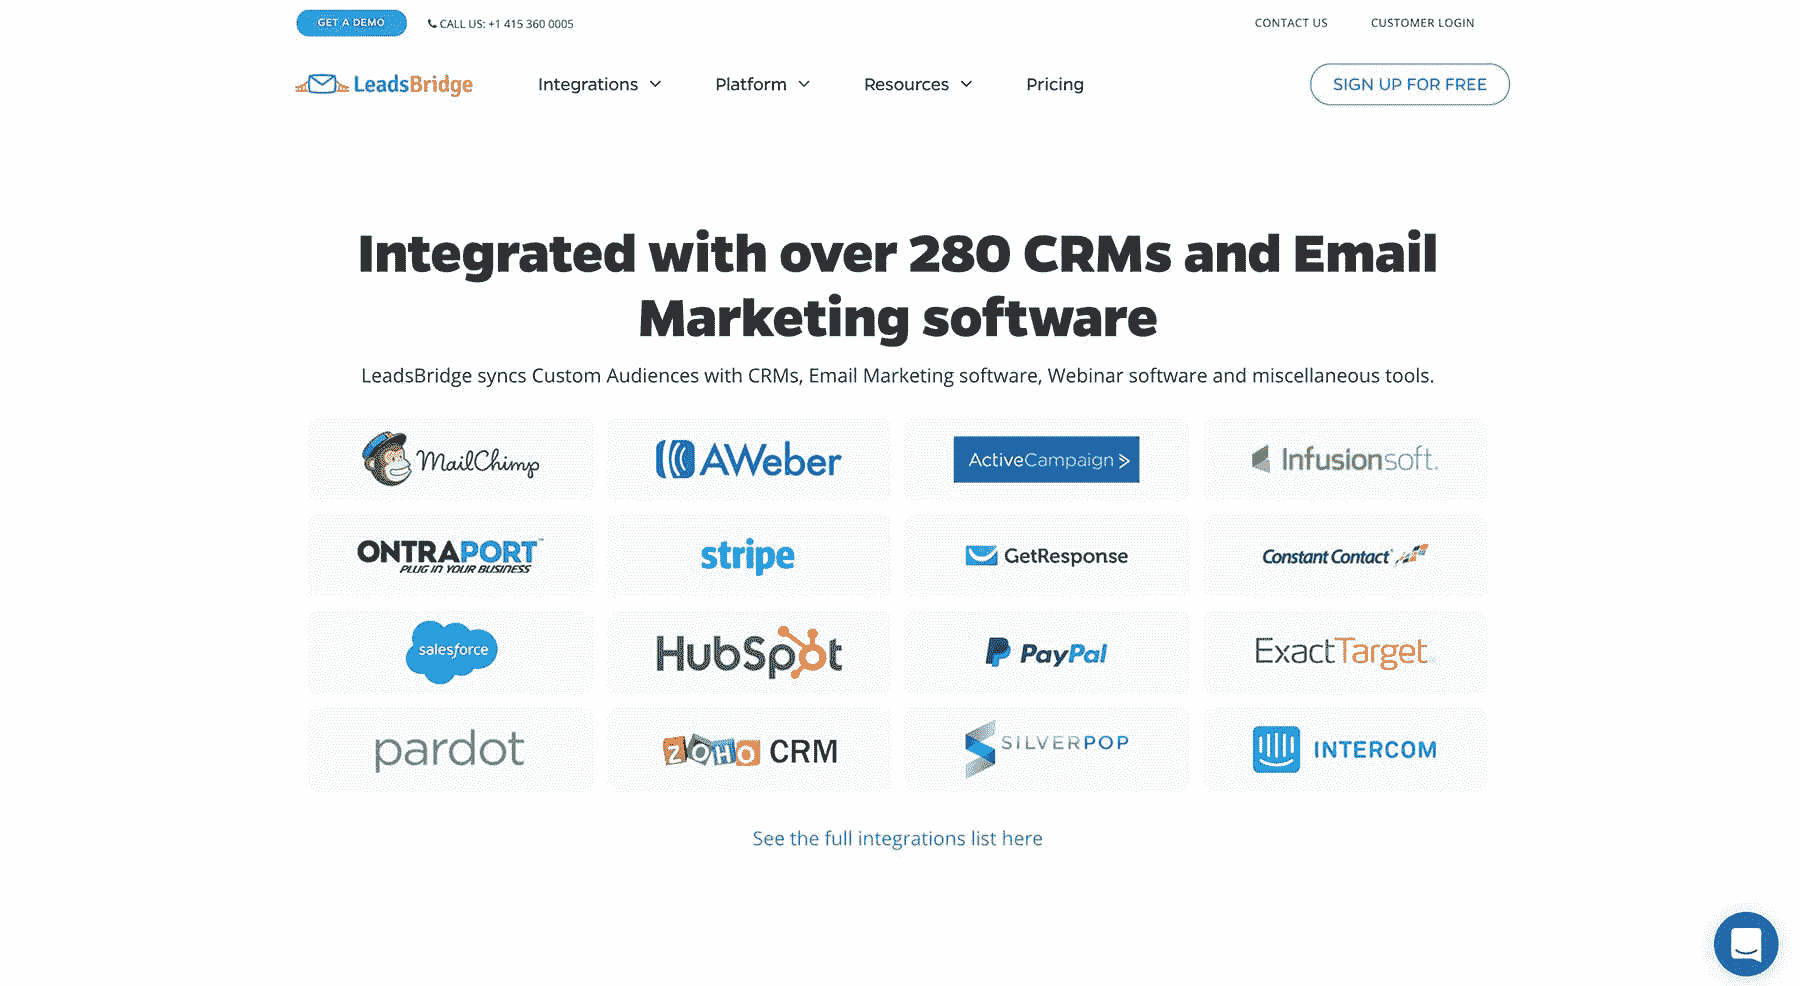 GET A DEMO
CALL US: +1 415 360 0005
CONTACT US
CUSTOMER LOGIN
LeadsBridge
Integrations
Platform
Resources
Pricing
SIGN UP FOR FREE
Integrated with over 280 CRMs and Email
Marketing software
LeadsBridge syncs Custom Audiences with CRMs, Email Marketing software, Webinar software and miscellaneous tools.
MailChimp
AWeber
ActiveCampaign >
Infusionsoft.
ONTRAPORT™
PLUG IN YOUR BUSINESS
stripe
GetResponse
Constant Contact®
salesforce
HubSpot
PayPal
ExactTarget
pardot
ZOHO CRM
SILVERPOP
INTERCOM
See the full integrations list here